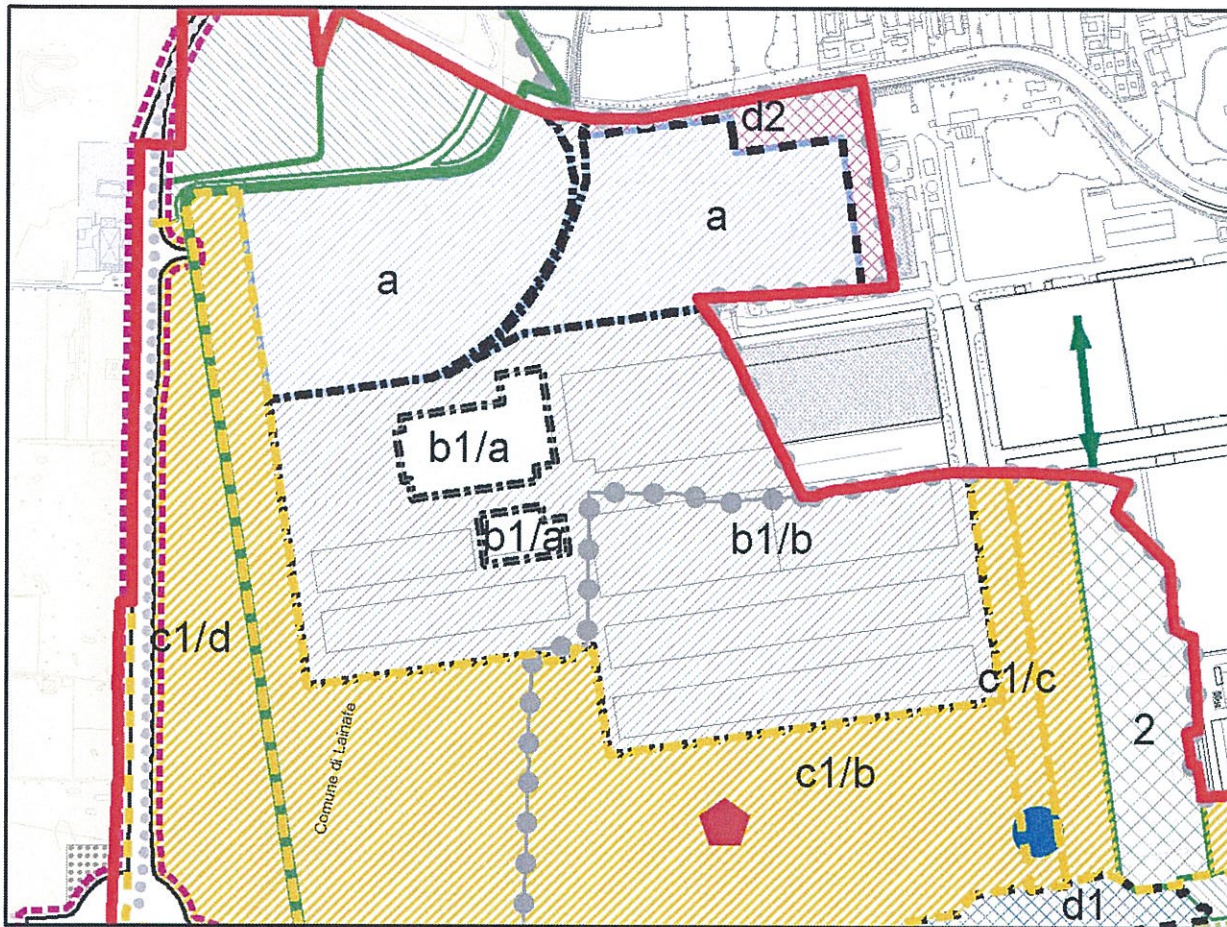 d2
a
a
b1/a
b1/a
b1/b
c1/d
c1/c
2
c1/b
Comune di Lainate
d1